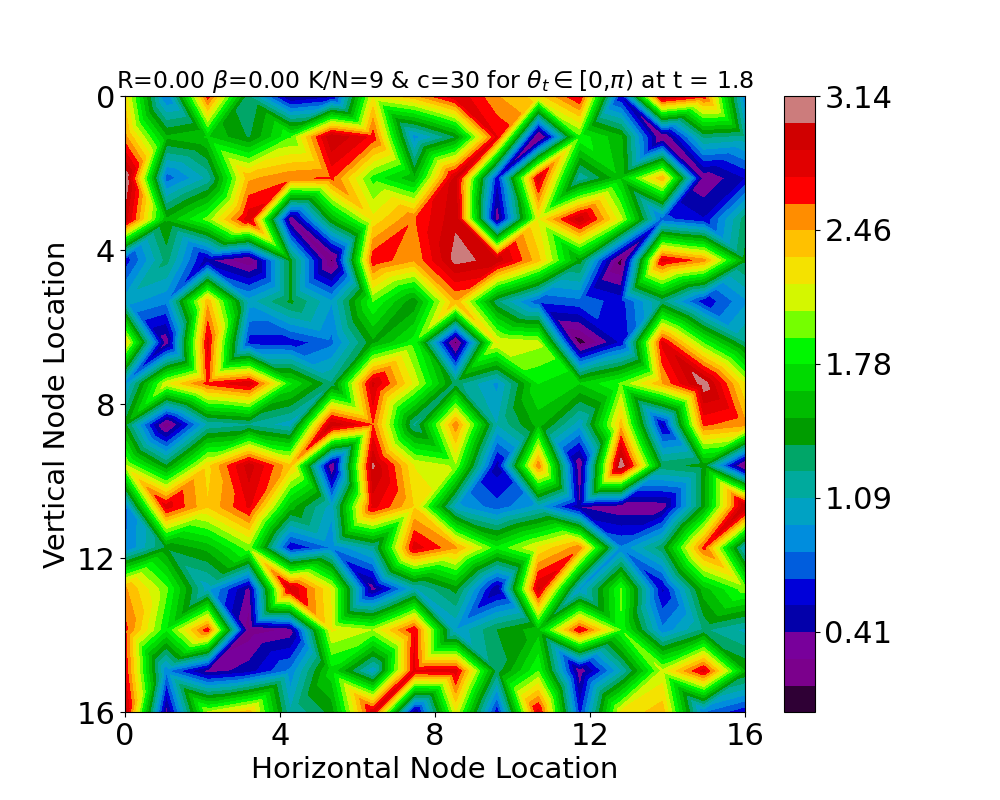 R=0.00 β=0.00 K/N=9 & c=30 for θ_t ∈ [0,π) at t = 1.8
0
4
8
12
16
Vertical Node Location
0 4 8 12 16
Horizontal Node Location
3.14
2.46
1.78
1.09
0.41